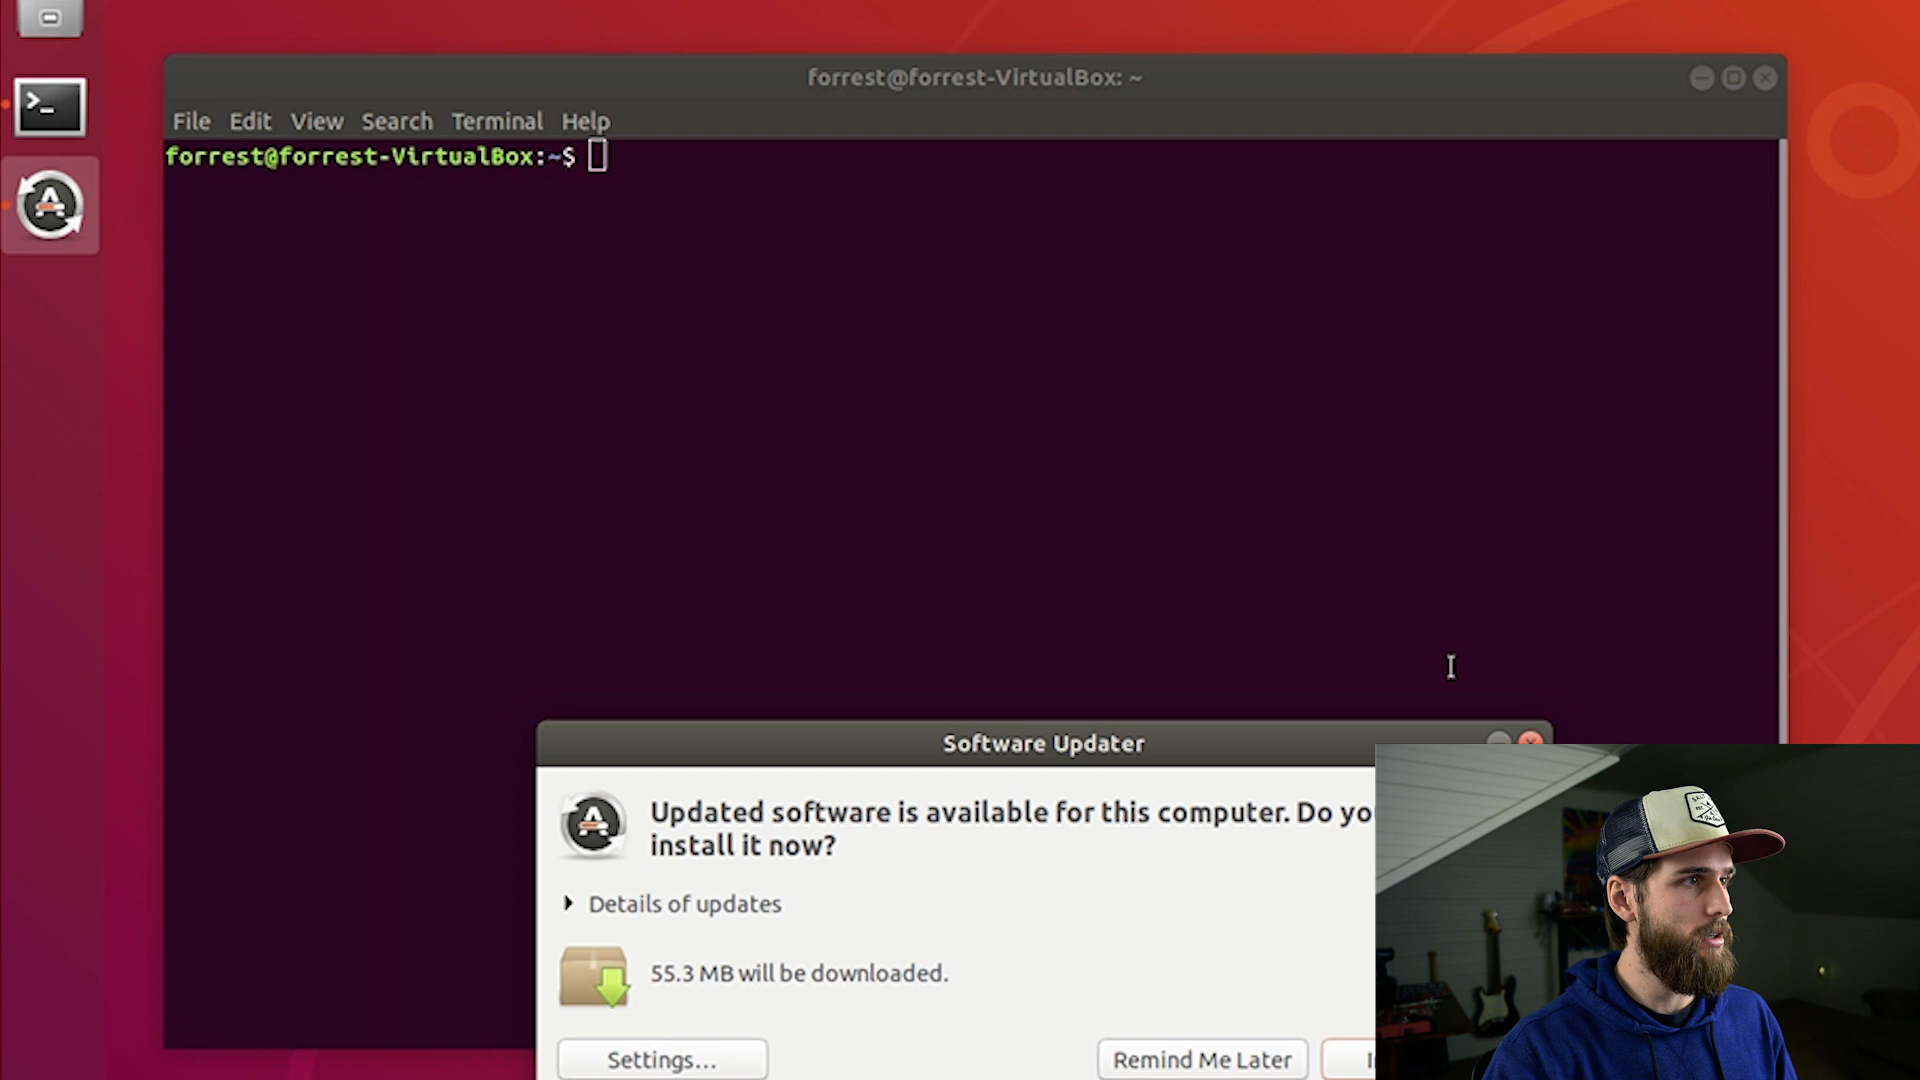 forrest@forrest-VirtualBox: ~
File Edit View Search Terminal Help
forrest@forrest-VirtualBox:~$
Software Updater
Updated software is available for this computer. Do yo
install it now?
Details of updates
55.3 MB will be downloaded.
Settings...
Remind Me Later